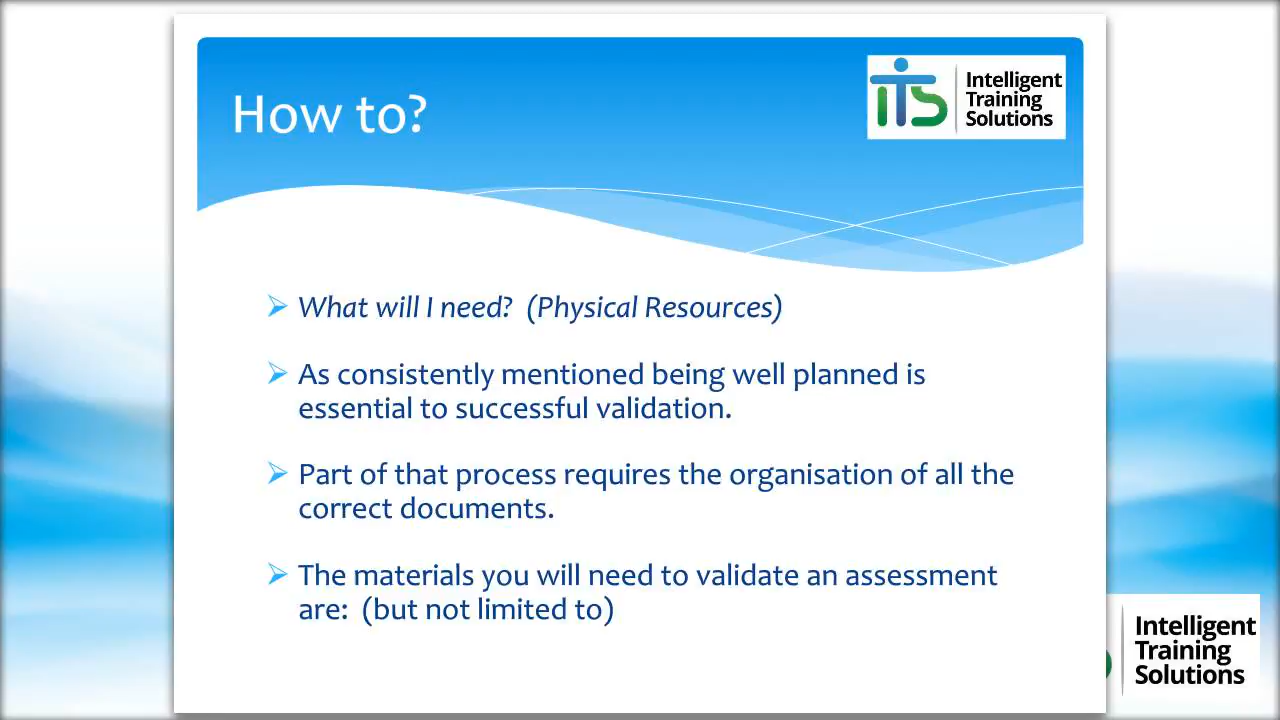 How to?
iTS
Intelligent
Training
Solutions
What will I need?  (Physical Resources)
As consistently mentioned being well planned is
essential to successful validation.
Part of that process requires the organisation of all the
correct documents.
The materials you will need to validate an assessment
are:  (but not limited to)
Intelligent
Training
Solutions